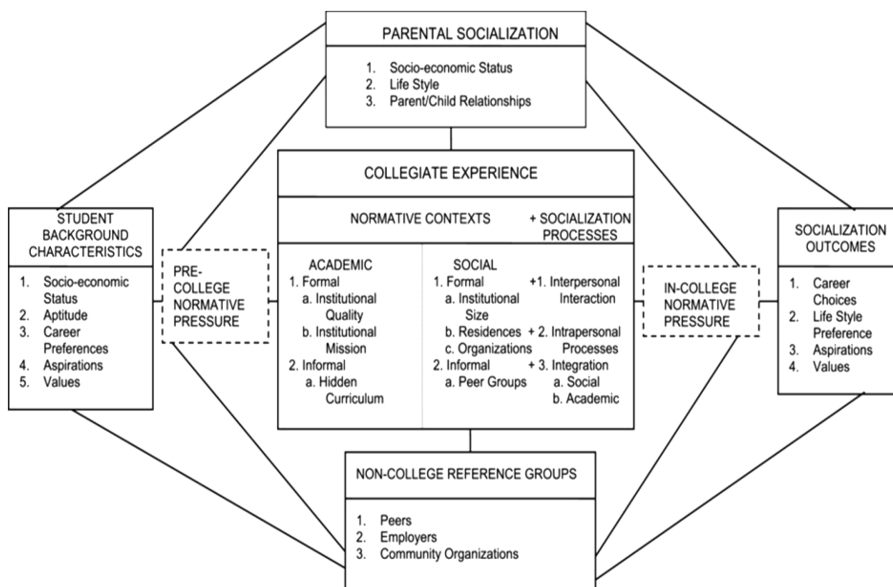 PARENTAL SOCIALIZATION
1. Socio-economic Status
2. Life Style
3. Parent/Child Relationships
STUDENT
BACKGROUND
CHARACTERISTICS
1. Socio-economic
Status
2. Aptitude
3. Career
Preferences
4. Aspirations
5. Values
PRE-
COLLEGE
NORMATIVE
PRESSURE
COLLEGIATE EXPERIENCE
NORMATIVE CONTEXTS
+ SOCIALIZATION
PROCESSES
ACADEMIC
1. Formal
a. Institutional
Quality
b. Institutional
Mission
2. Informal
a. Hidden
Curriculum
SOCIAL
1. Formal
a. Institutional
Size
b. Residences
c. Organizations
2. Informal
a. Peer Groups
+1. Interpersonal
Interaction
+ 2. Intrapersonal
Processes
+ 3. Integration
a. Social
b. Academic
IN-COLLEGE
NORMATIVE
PRESSURE
SOCIALIZATION
OUTCOMES
1. Career
Choices
2. Life Style
Preference
3. Aspirations
4. Values
NON-COLLEGE REFERENCE GROUPS
1. Peers
2. Employers
3. Community Organizations